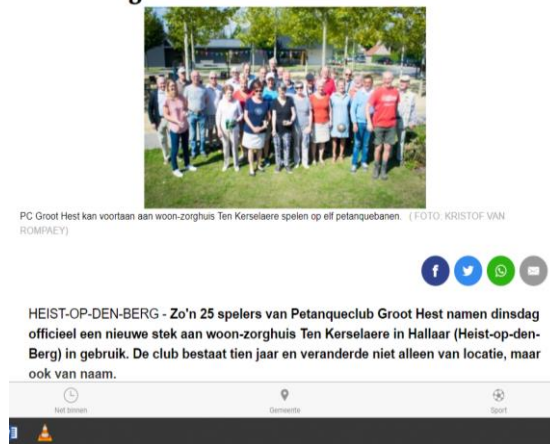 PC Groot Hest kan voortaan aan woon-zorghuis Ten Kerselaere spelen op elf petanquebanen. ( FOTO: KRISTOF VAN
ROMPAEY)
HEIST-OP-DEN-BERG - Zo'n 25 spelers van Petanqueclub Groot Hest namen dinsdag
officieel een nieuwe stek aan woon-zorghuis Ten Kerselaere in Hallaar (Heist-op-den-
Berg) in gebruik. De club bestaat tien jaar en veranderde niet alleen van locatie, maar
ook van naam.
Net binnen Gemeente Sport